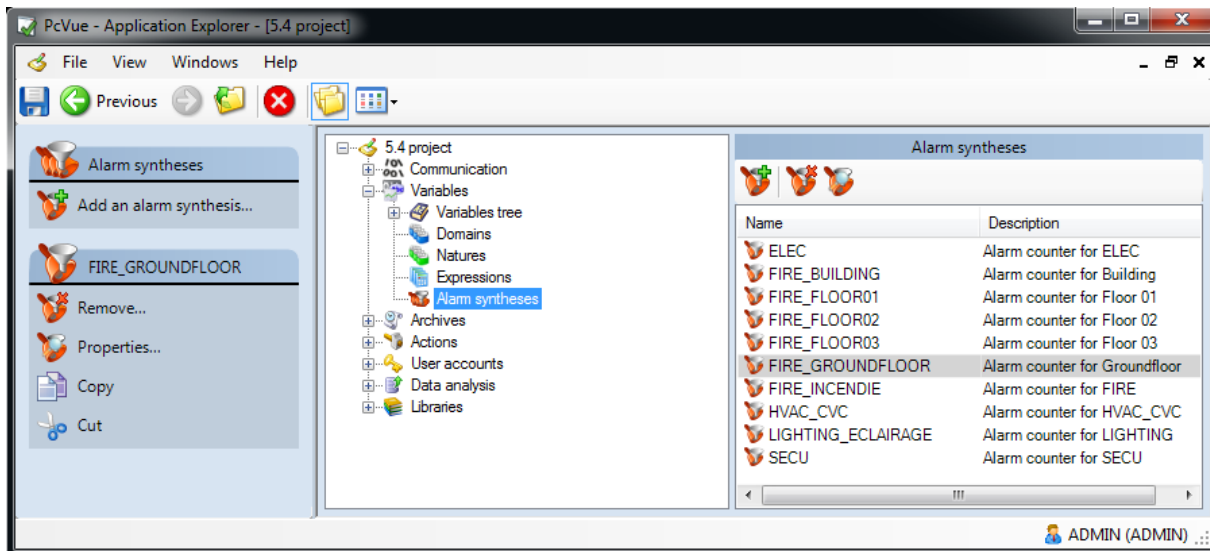 PcVue - Application Explorer - [5.4 project]
File View Windows Help
Previous
Alarm syntheses
Add an alarm synthesis...
FIRE_GROUNDFLOOR
Remove...
Properties...
Copy
Cut
5.4 project
Communication
Variables
Variables tree
Domains
Natures
Expressions
Alarm syntheses
Archives
Actions
User accounts
Data analysis
Libraries
Alarm syntheses
Name Description
ELEC Alarm counter for ELEC
FIRE_BUILDING Alarm counter for Building
FIRE_FLOOR01 Alarm counter for Floor 01
FIRE_FLOOR02 Alarm counter for Floor 02
FIRE_FLOOR03 Alarm counter for Floor 03
FIRE_GROUNDFLOOR Alarm counter for Groundfloor
FIRE_INCENDIE Alarm counter for FIRE
HVAC_CVC Alarm counter for HVAC_CVC
LIGHTING_ECLAIRAGE Alarm counter for LIGHTING
SECU Alarm counter for SECU
ADMIN (ADMIN)